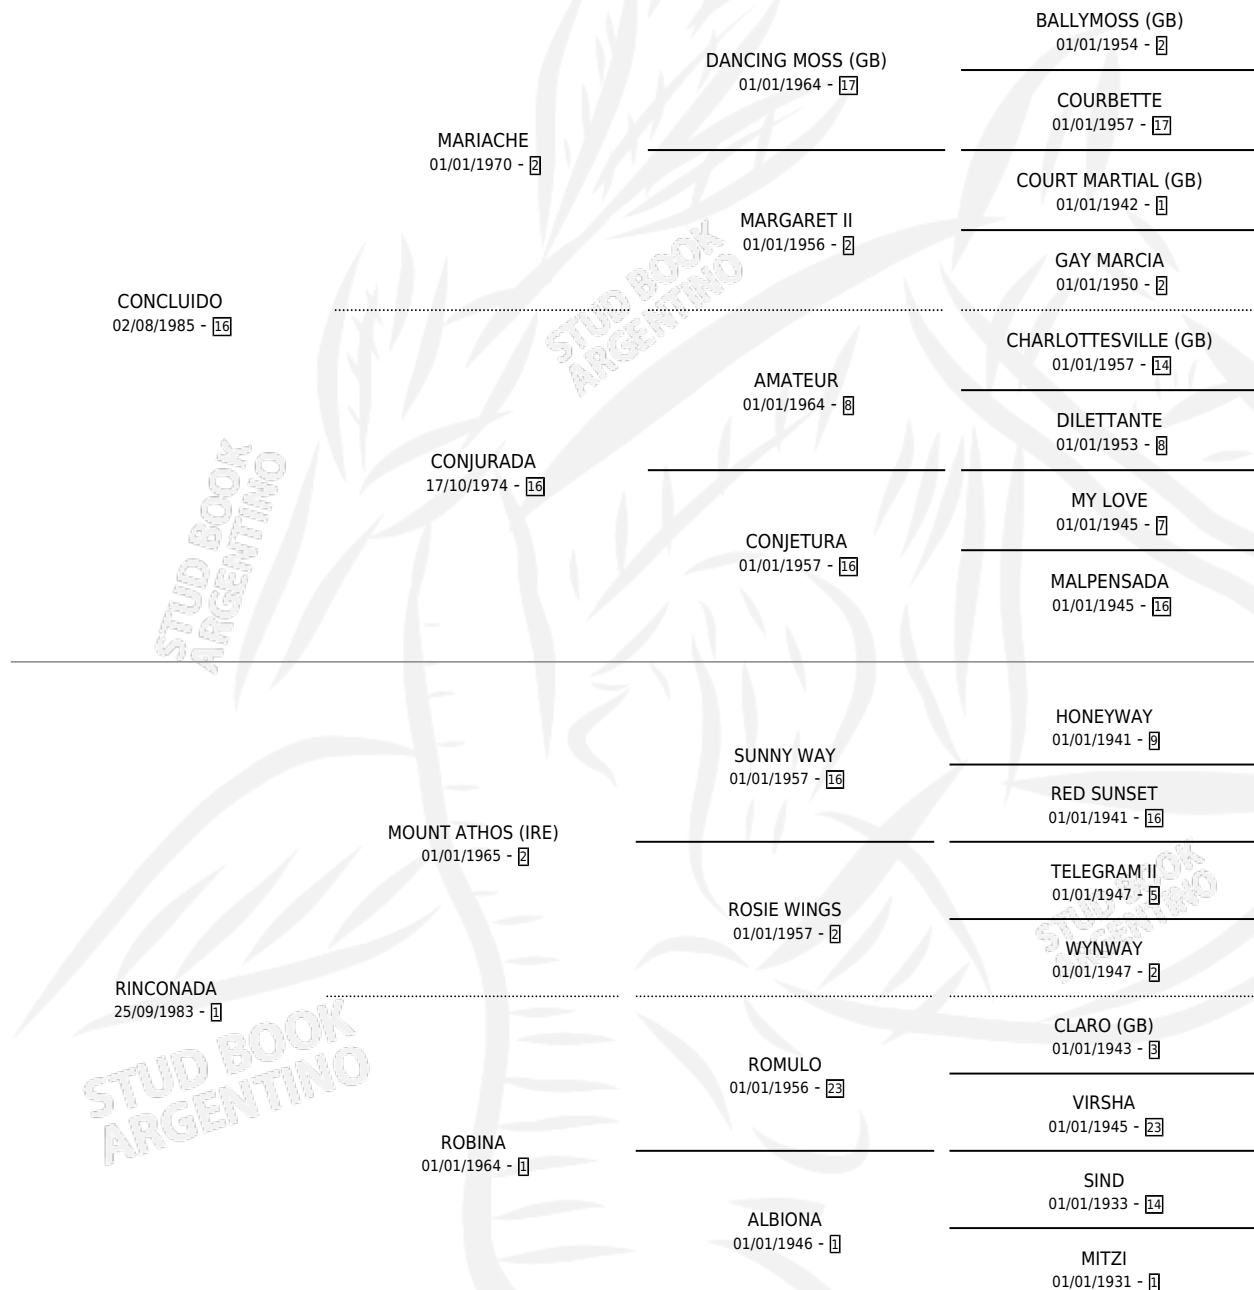 BALLYMOSS (GB)
01/01/1954 - 2
DANCING MOSS (GB)
01/01/1964 - 17
COURBETTE
01/01/1957 - 17
MARIACHE
01/01/1970 - 2
COURT MARTIAL (GB)
01/01/1942 - 1
MARGARET II
01/01/1956 - 2
GAY MARCIA
01/01/1950 - 2
CONCLUIDO
02/08/1985 - 16
CHARLOTTESVILLE (GB)
01/01/1957 - 14
AMATEUR
01/01/1964 - 8
DILETTANTE
01/01/1953 - 8
CONJURADA
17/10/1974 - 16
MY LOVE
01/01/1945 - 7
CONJETURA
01/01/1957 - 16
MALPENSADA
01/01/1945 - 16
HONEYWAY
01/01/1941 - 9
SUNNY WAY
01/01/1957 - 16
RED SUNSET
01/01/1941 - 16
MOUNT ATHOS (IRE)
01/01/1965 - 2
TELEGRAM II
01/01/1947 - 5
ROSIE WINGS
01/01/1957 - 2
WYNWAY
01/01/1947 - 2
RINCONADA
25/09/1983 - 1
CLARO (GB)
01/01/1943 - 3
ROMULO
01/01/1956 - 23
VIRSHA
01/01/1945 - 23
ROBINA
01/01/1964 - 1
SIND
01/01/1933 - 14
ALBIONA
01/01/1946 - 1
MITZI
01/01/1931 - 1
STUD BOOK
ARGENTINO
STUD BOOK
ARGENTINO
STUD BOOK
ARGENTINO
STUD BOOK
ARGENTINO